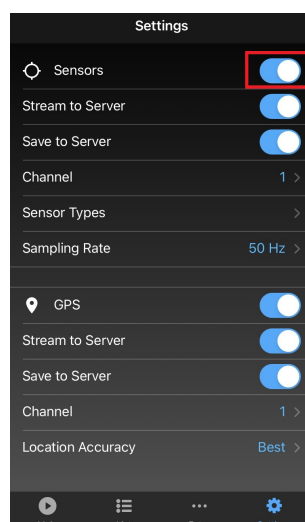 Settings
Sensors
Stream to Server
Save to Server
Channel 1 >
Sensor Types >
Sampling Rate 50 Hz >
GPS
Stream to Server
Save to Server
Channel 1 >
Location Accuracy Best >